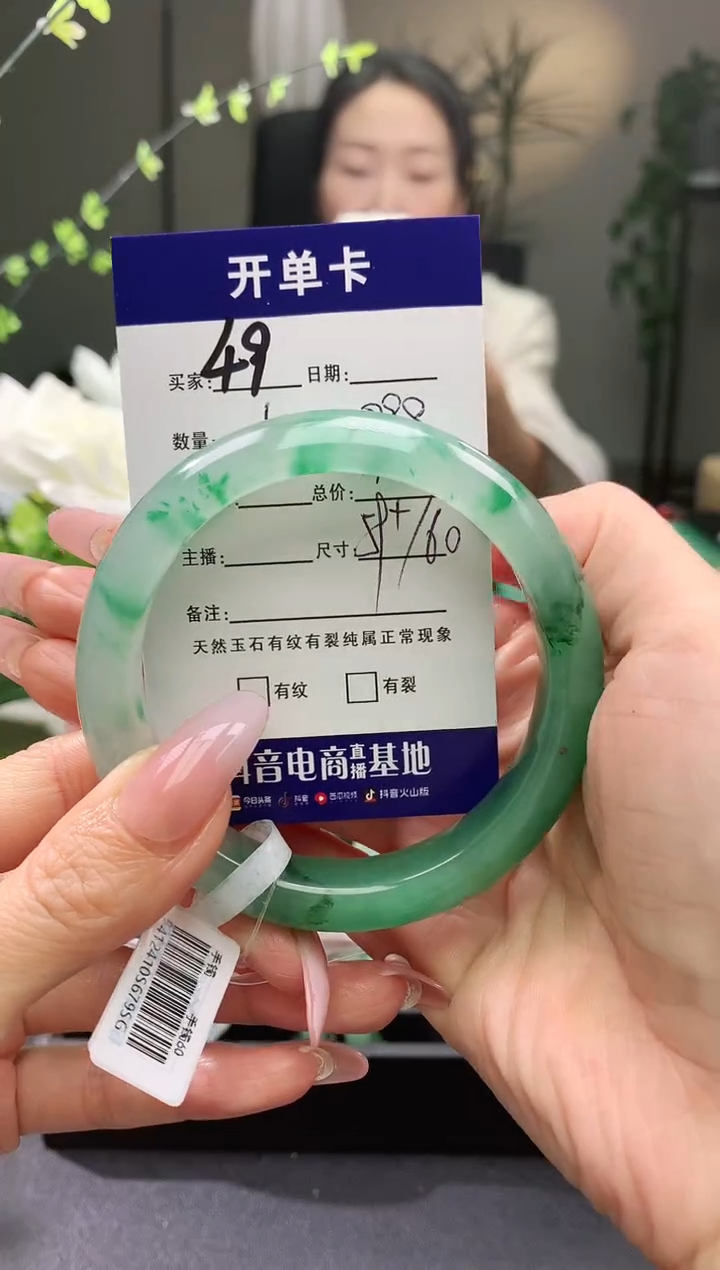 开单卡
买家: 49 日期:
数量:
总价:
主播: 尺寸: 58+/60
备注:
天然玉石有纹有裂纯属正常现象
有纹 有裂
抖音电商直播基地
今日头条 抖音 西瓜视频 抖音火山版
手镯 手镯60